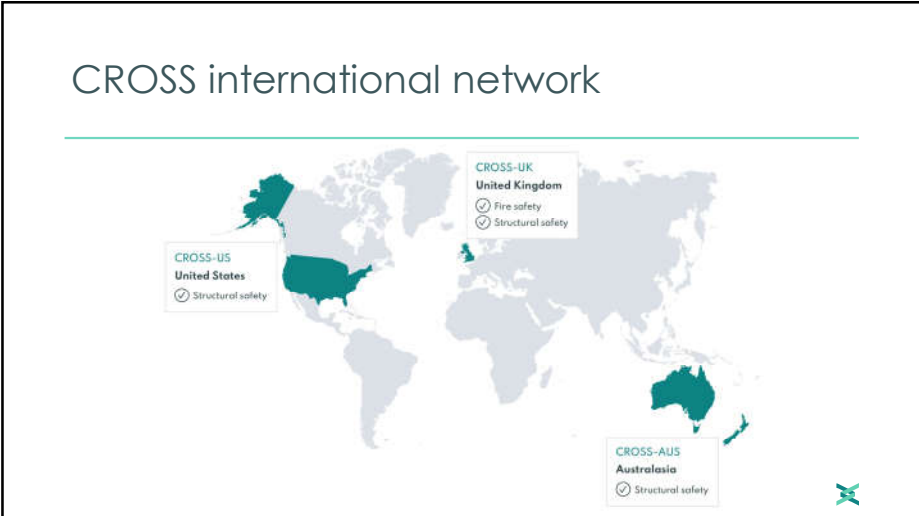 CROSS international network
CROSS-UK
United Kingdom
Fire safety
Structural safety
CROSS-US
United States
Structural safety
CROSS-AUS
Australasia
Structural safety